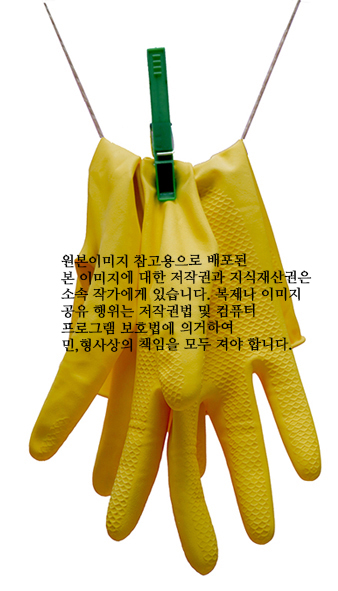 원본이미지 참고용으로 배포된
본 이미지에 대한 저작권과 지식재산권은
소속 작가에게 있습니다. 복제나 이미지
공유 행위는 저작권법 및 컴퓨터
프로그램 보호법에 의거하여
민,형사상의 책임을 모두 져야 합니다.